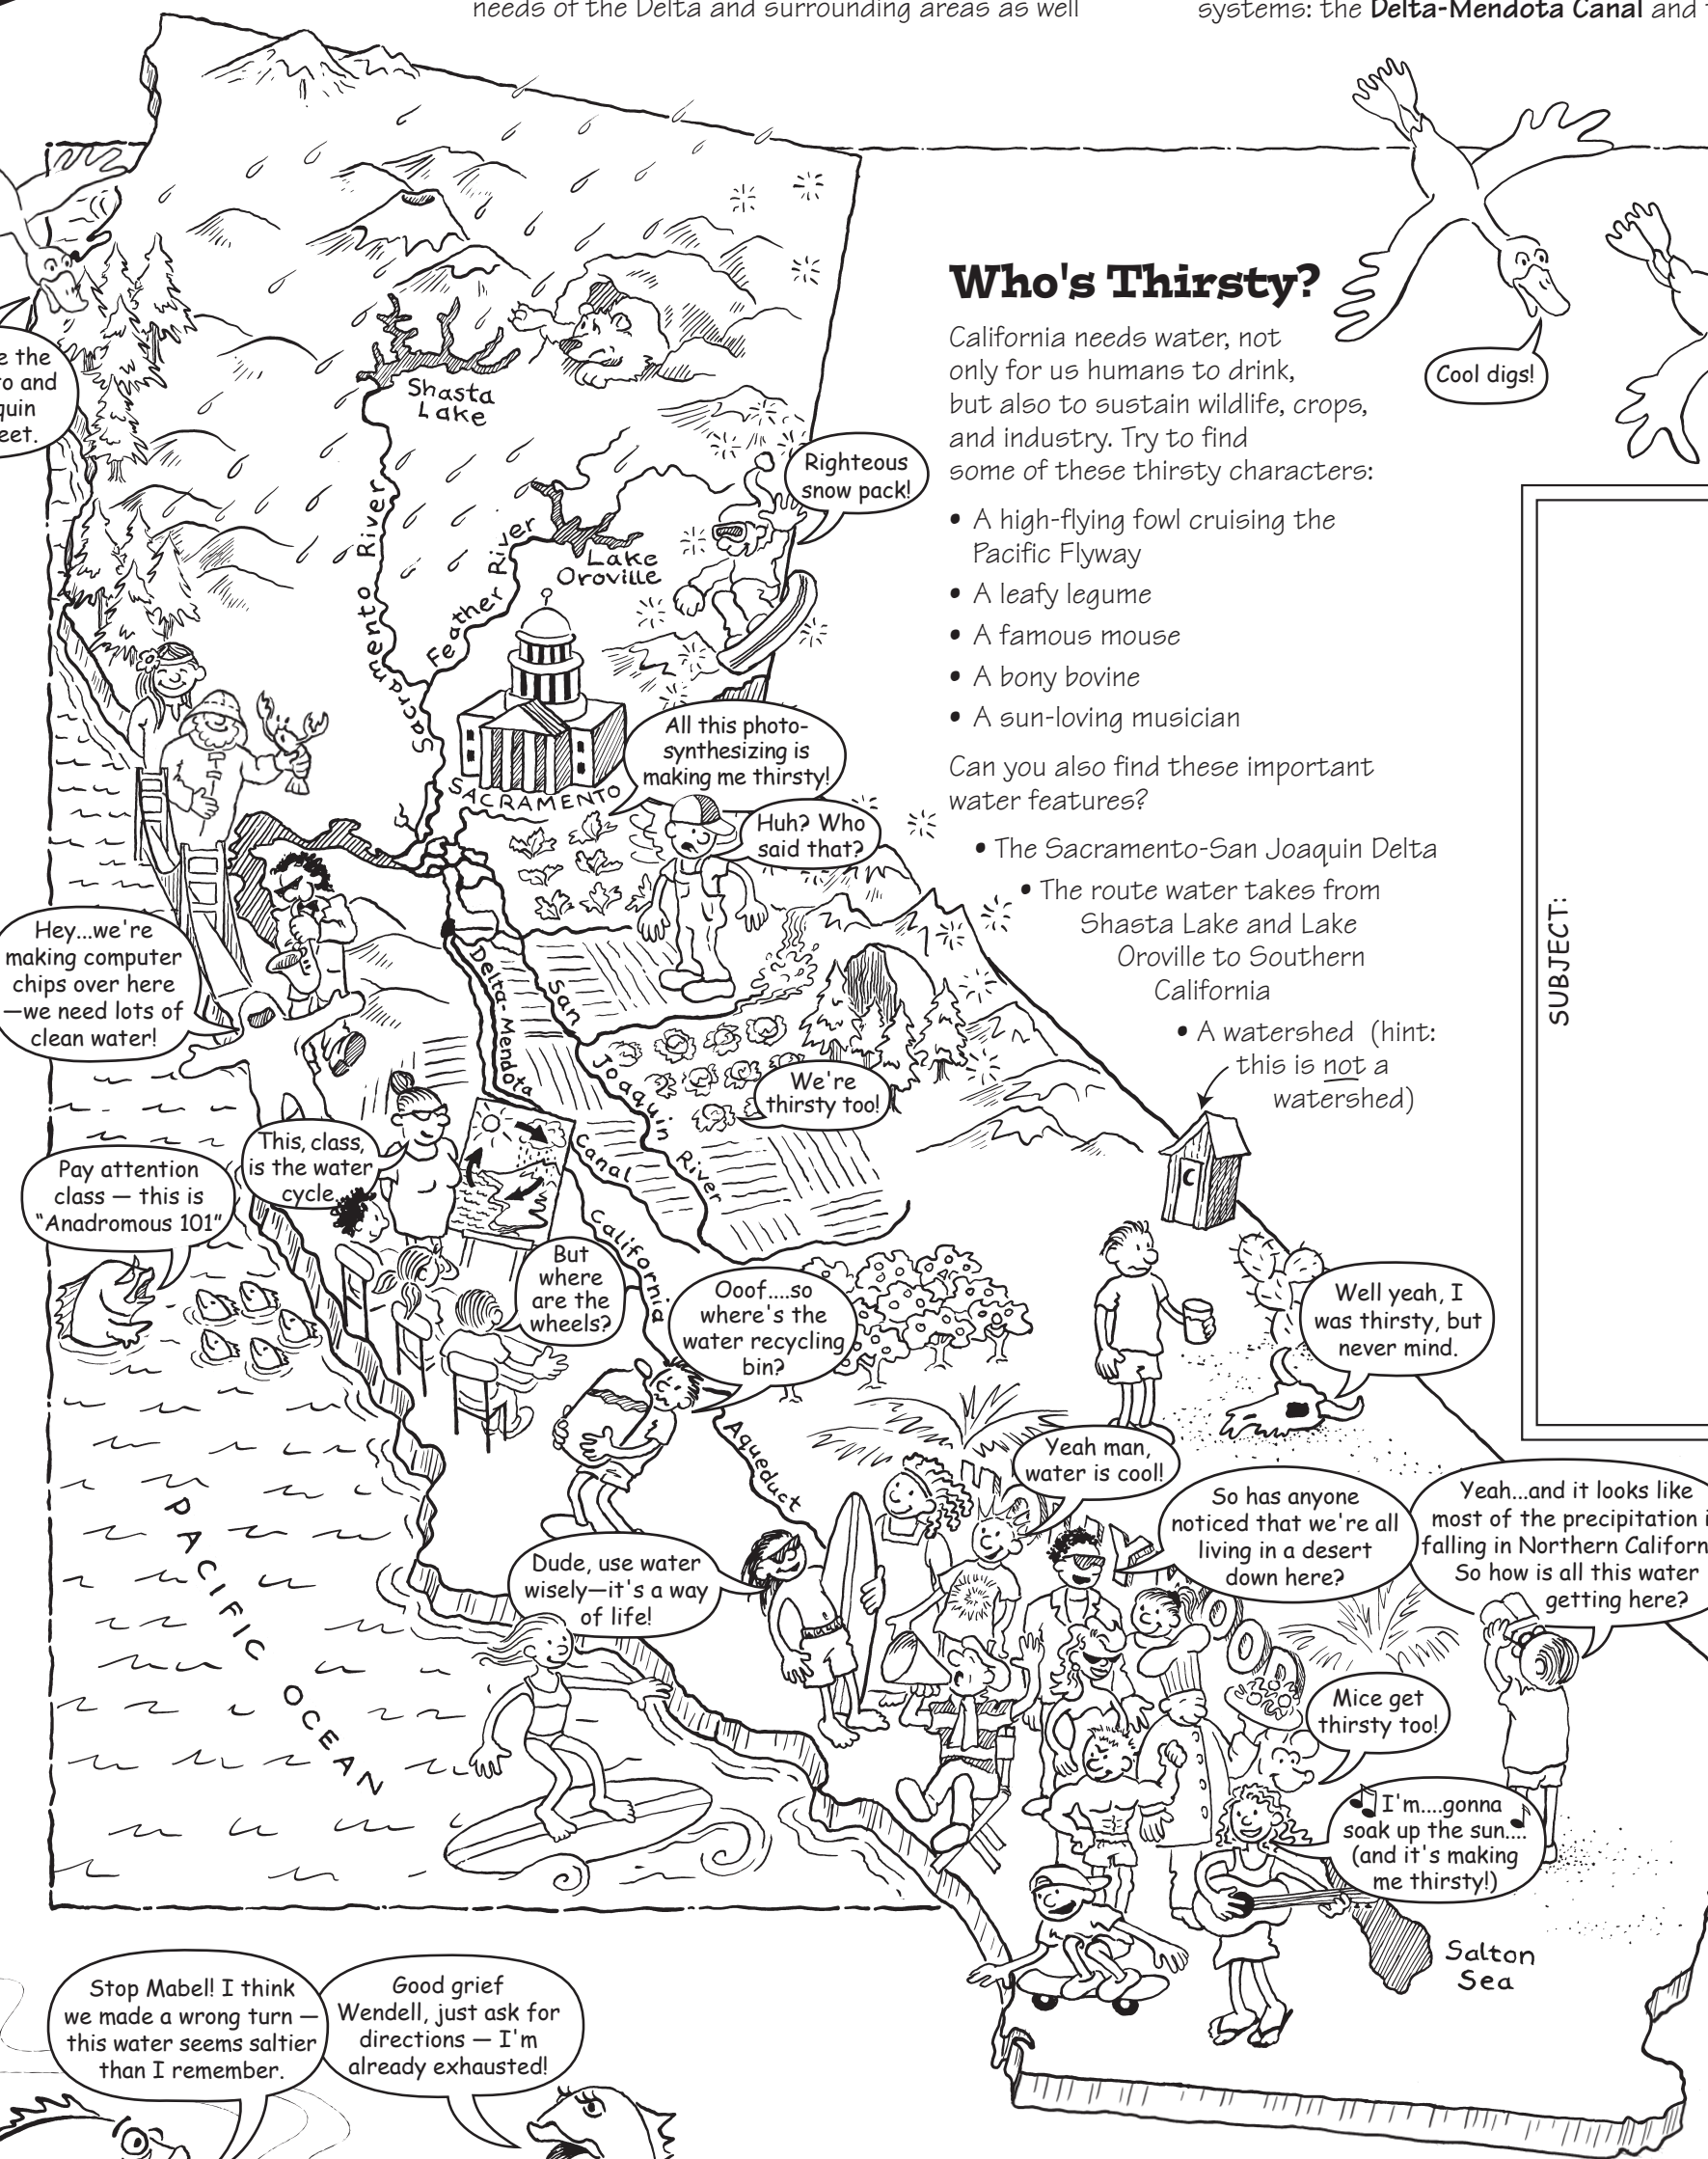 needs of the Delta and surrounding areas as well
systems: the Delta-Mendota Canal and
Who's Thirsty?
California needs water, not
only for us humans to drink,
but also to sustain wildlife, crops,
and industry. Try to find
some of these thirsty characters:
• A high-flying fowl cruising the
Pacific Flyway
• A leafy legume
• A famous mouse
• A bony bovine
• A sun-loving musician
Can you also find these important
water features?
• The Sacramento-San Joaquin Delta
• The route water takes from
Shasta Lake and Lake
Oroville to Southern
California
• A watershed (hint:
this is not a
watershed)
Cool digs!
SUBJECT:
the
and
Shasta
Lake
Righteous
snow pack!
Sacramento River
Feather River
Lake
Oroville
SACRAMENTO
All this photo-
synthesizing is
making me thirsty!
Huh? Who
said that?
Hey...we're
making computer
chips over here
—we need lots of
clean water!
Delta-Mendota
Canal
San
Joaquin
River
We're
thirsty too!
This, class,
is the water
cycle.
Pay attention
class — this is
“Anadromous 101”
But
where
are the
wheels?
California
Aqueduct
Ooof....so
where's the
water recycling
bin?
Well yeah, I
was thirsty, but
never mind.
Yeah man,
water is cool!
So has anyone
noticed that we're all
living in a desert
down here?
Yeah...and it looks like
most of the precipitation
falling in Northern
So how is all this water
getting here?
Dude, use water
wisely—it's a way
of life!
PACIFIC
OCEAN
Mice get
thirsty too!
I'm....gonna
soak up the sun....
(and it's making
me thirsty!)
Salton
Sea
Stop Mabel! I think
we made a wrong turn —
this water seems saltier
than I remember.
Good grief
Wendell, just ask for
directions — I'm
already exhausted!